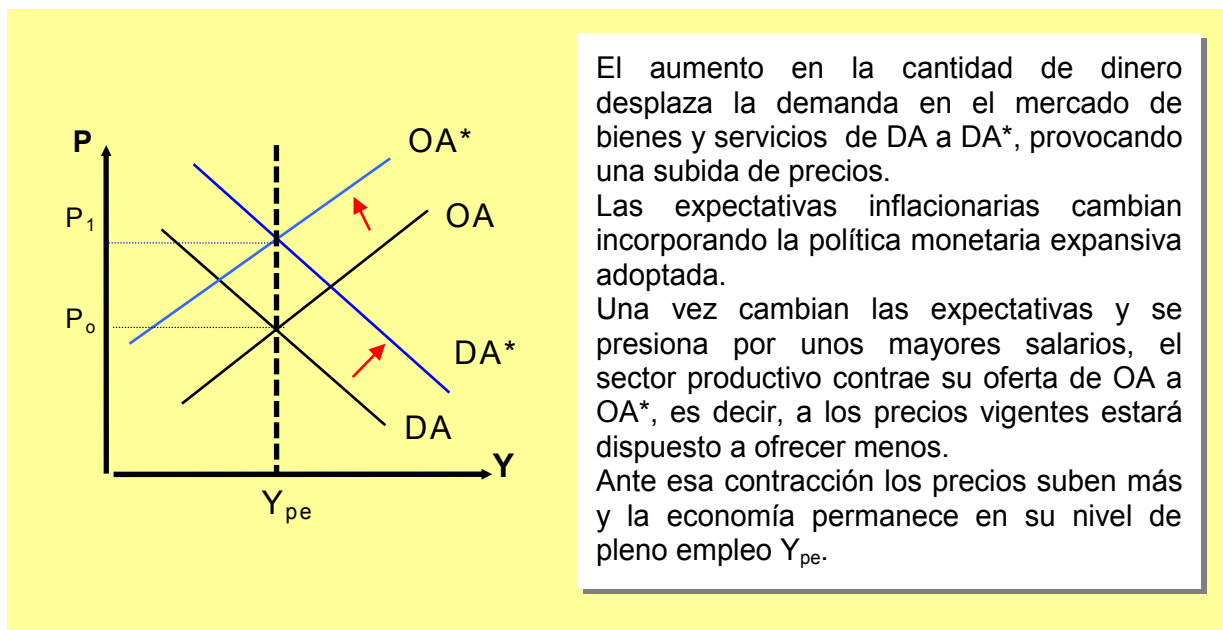 P
P₁
Pₒ
OA*
OA
DA*
DA
Y
Yₚₑ
El aumento en la cantidad de dinero
desplaza la demanda en el mercado de
bienes y servicios de DA a DA*, provocando
una subida de precios.
Las expectativas inflacionarias cambian
incorporando la política monetaria expansiva
adoptada.
Una vez cambian las expectativas y se
presiona por unos mayores salarios, el
sector productivo contrae su oferta de OA a
OA*, es decir, a los precios vigentes estará
dispuesto a ofrecer menos.
Ante esa contracción los precios suben más
y la economía permanece en su nivel de
pleno empleo Yₚₑ.